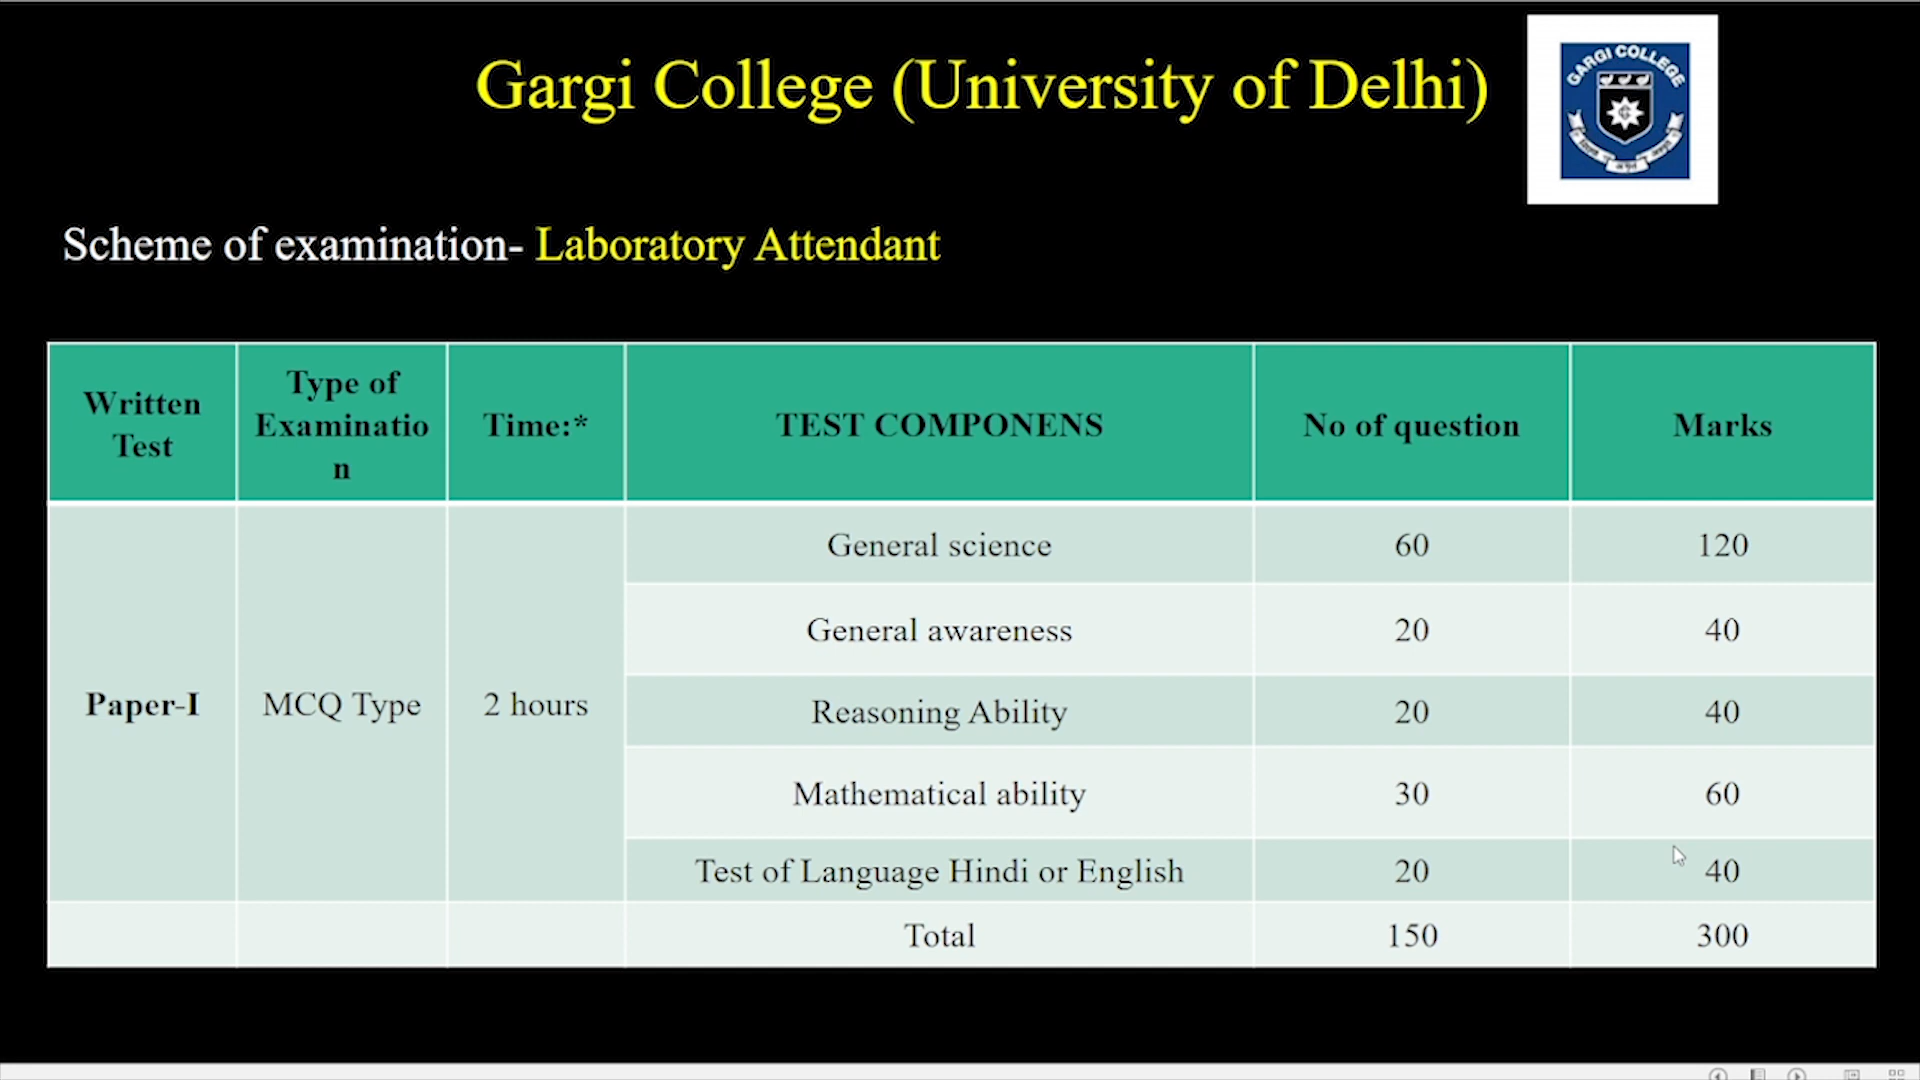 Gargi College (University of Delhi)
GARGI COLLEGE
Scheme of examination- Laboratory Attendant
Written Test
Type of Examination
Time:*
TEST COMPONENS
No of question
Marks
Paper-I
MCQ Type
2 hours
General science 60 120
General awareness 20 40
Reasoning Ability 20 40
Mathematical ability 30 60
Test of Language Hindi or English 20 40
Total 150 300